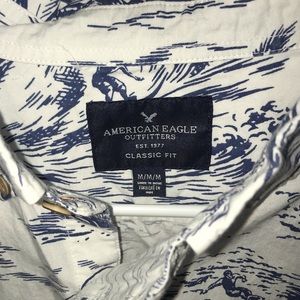 AMERICAN EAGLE
OUTFITTERS
EST. 1977
CLASSIC FIT
M/M/M